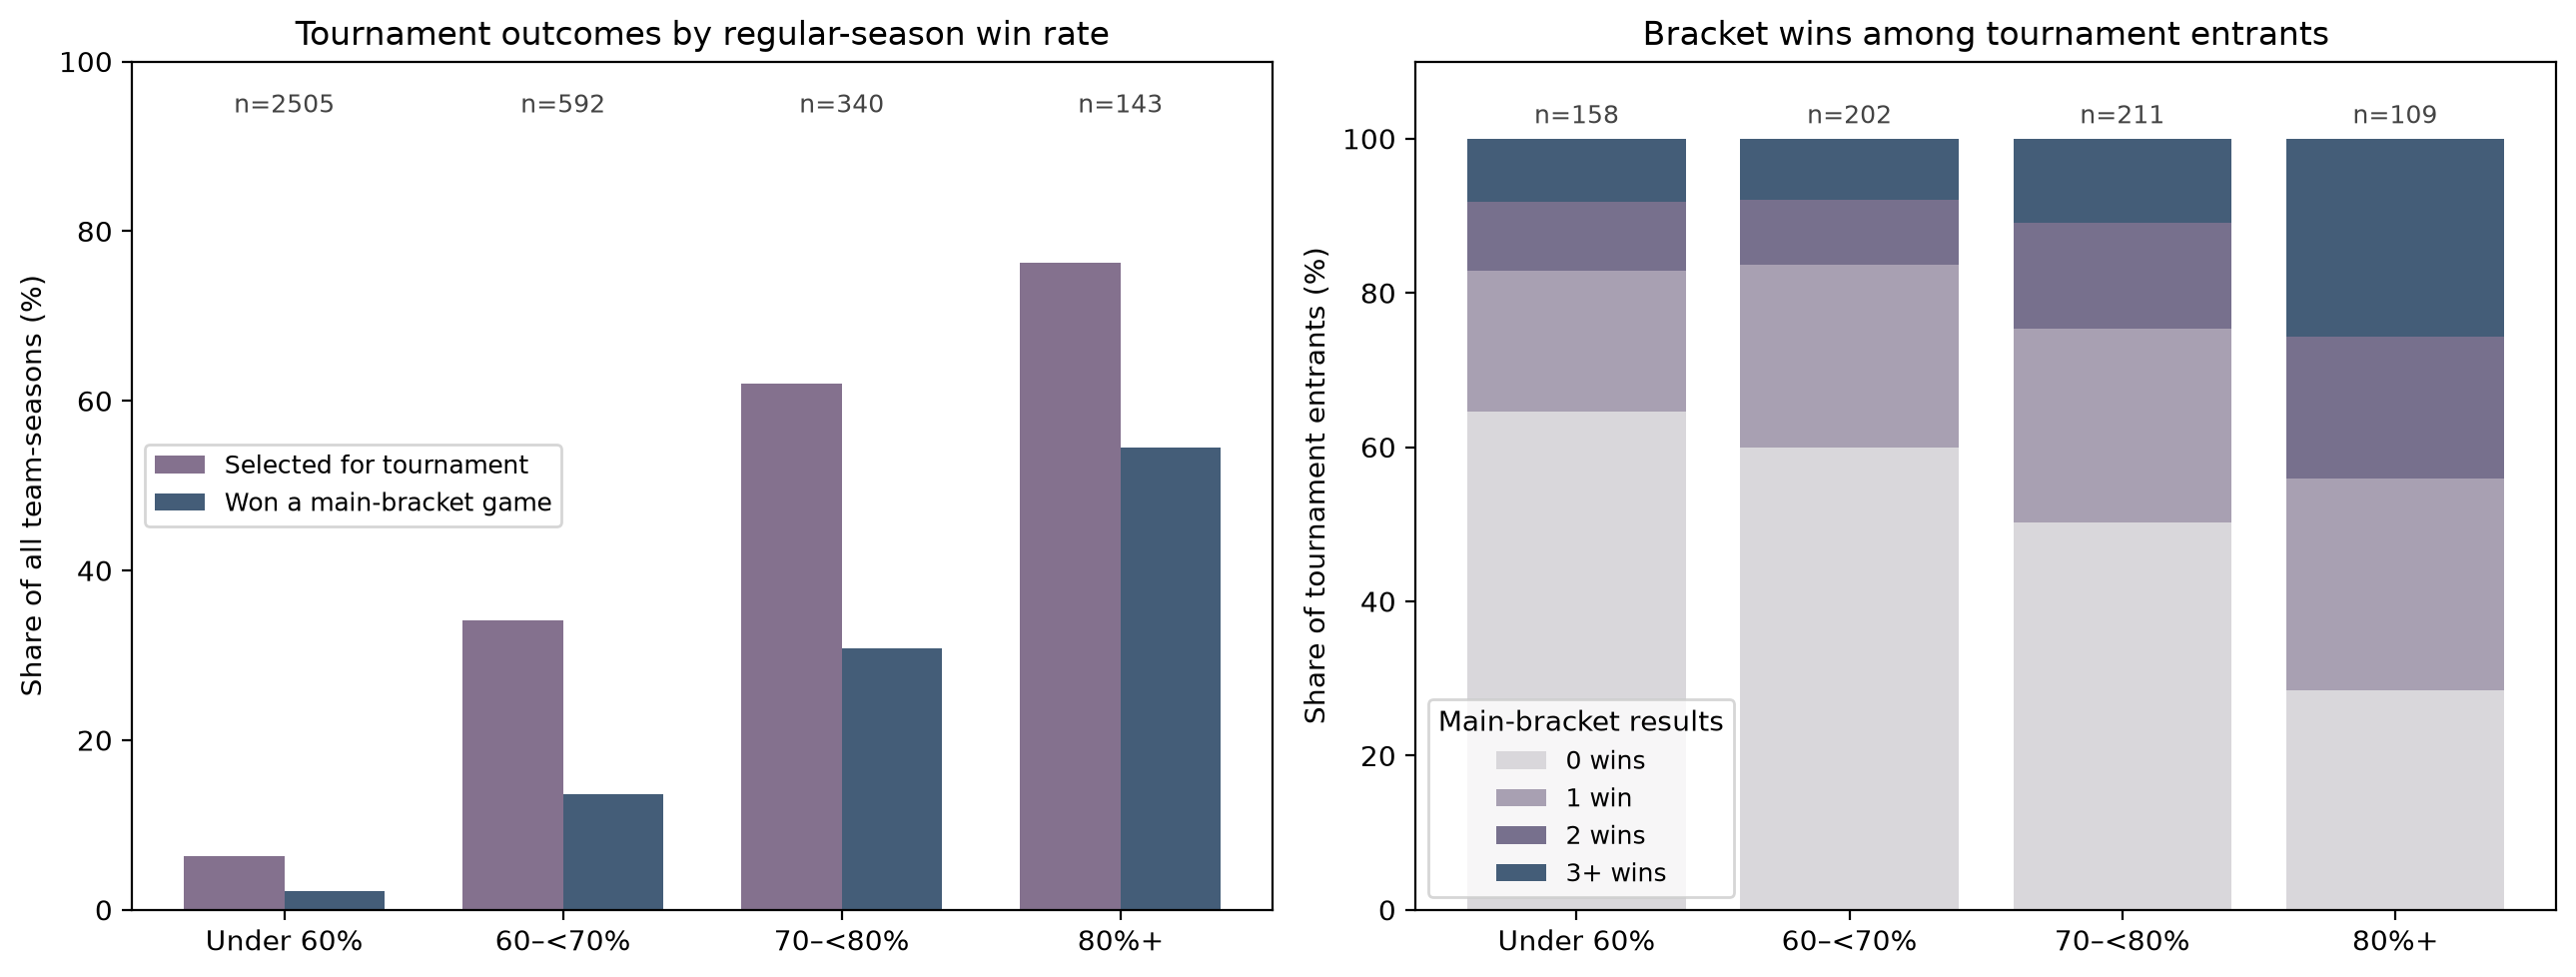 Tournament outcomes by regular-season win rate
Share of all team-seasons (%)
100
80
60
40
20
0
n=2505
n=592
n=340
n=143
Selected for tournament
Won a main-bracket game
Under 60%
60–<70%
70–<80%
80%+
Bracket wins among tournament entrants
Share of tournament entrants (%)
100
80
60
40
20
0
n=158
n=202
n=211
n=109
Main-bracket results
0 wins
1 win
2 wins
3+ wins
Under 60%
60–<70%
70–<80%
80%+